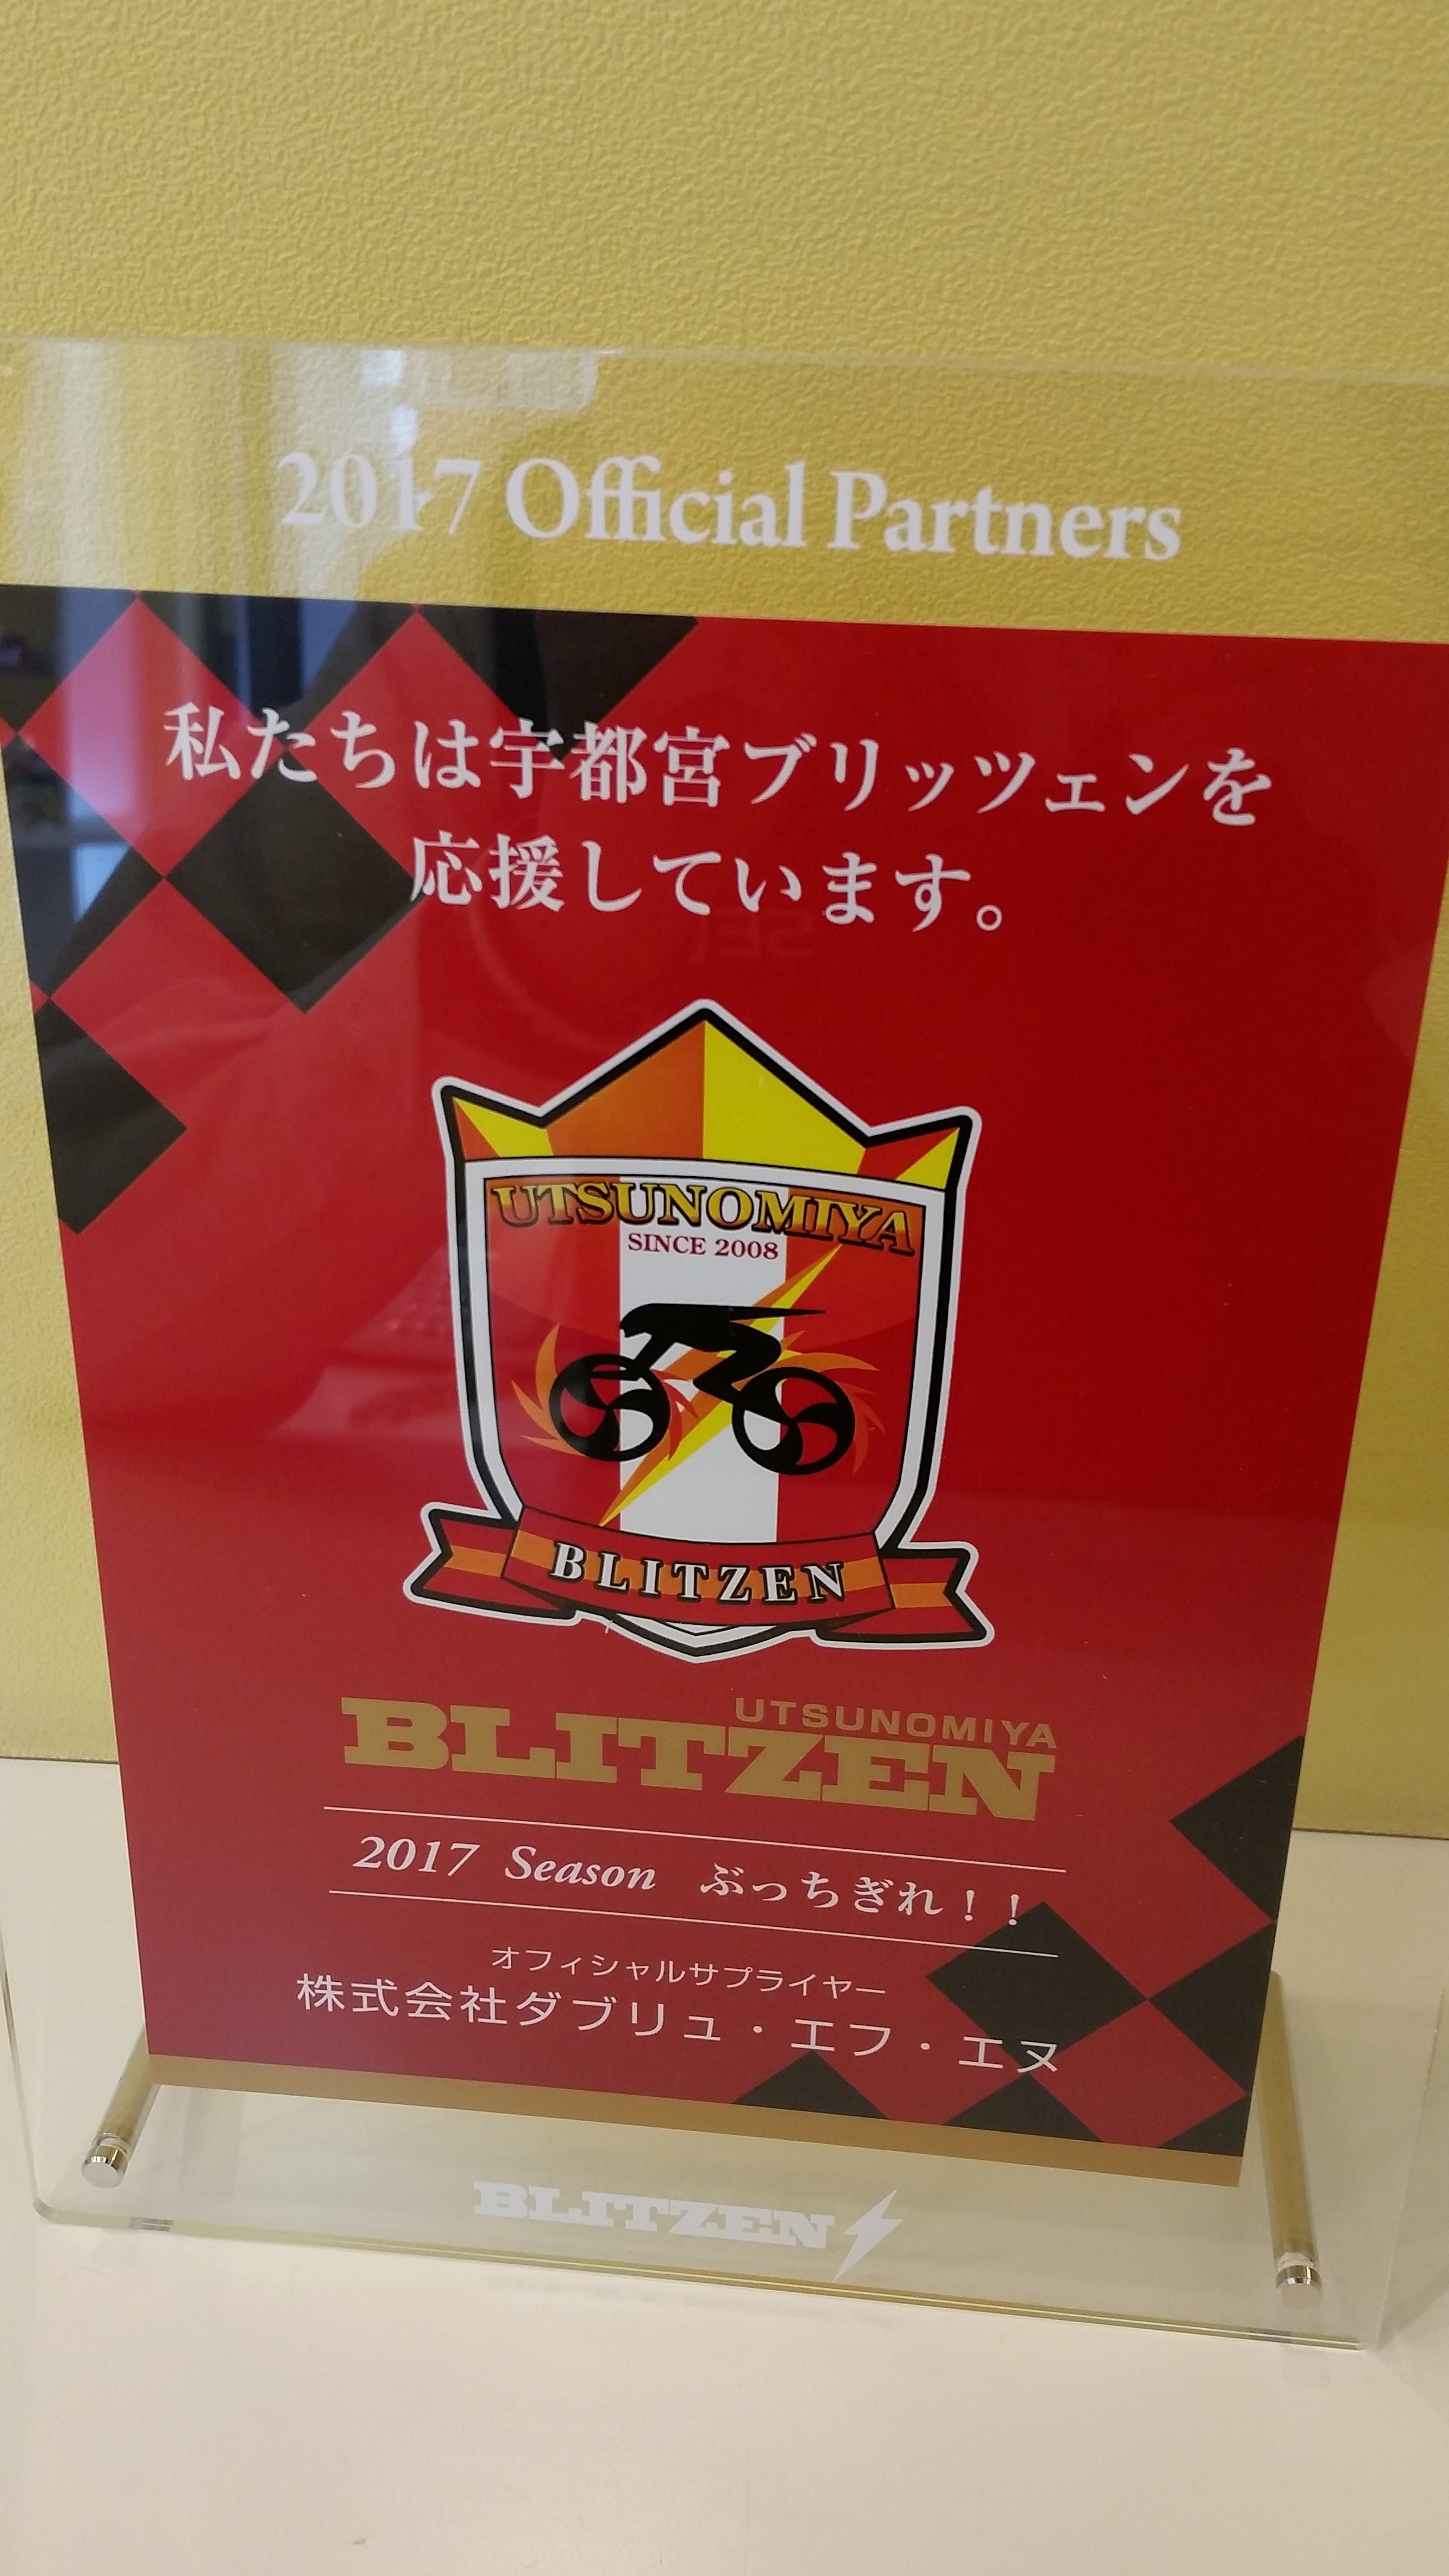 2017 Official Partners
私たちは宇都宮ブリッツェンを
応援しています。
UTSUNOMIYA
SINCE 2008
BLITZEN
UTSUNOMIYA
BLITZEN
2017 Season ぶっちぎれ！！
オフィシャルサプライヤー
株式会社ダブリュ・エフ・エヌ
BLITZEN